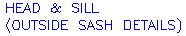 HEAD & SILL
(OUTSIDE SASH DETAILS)